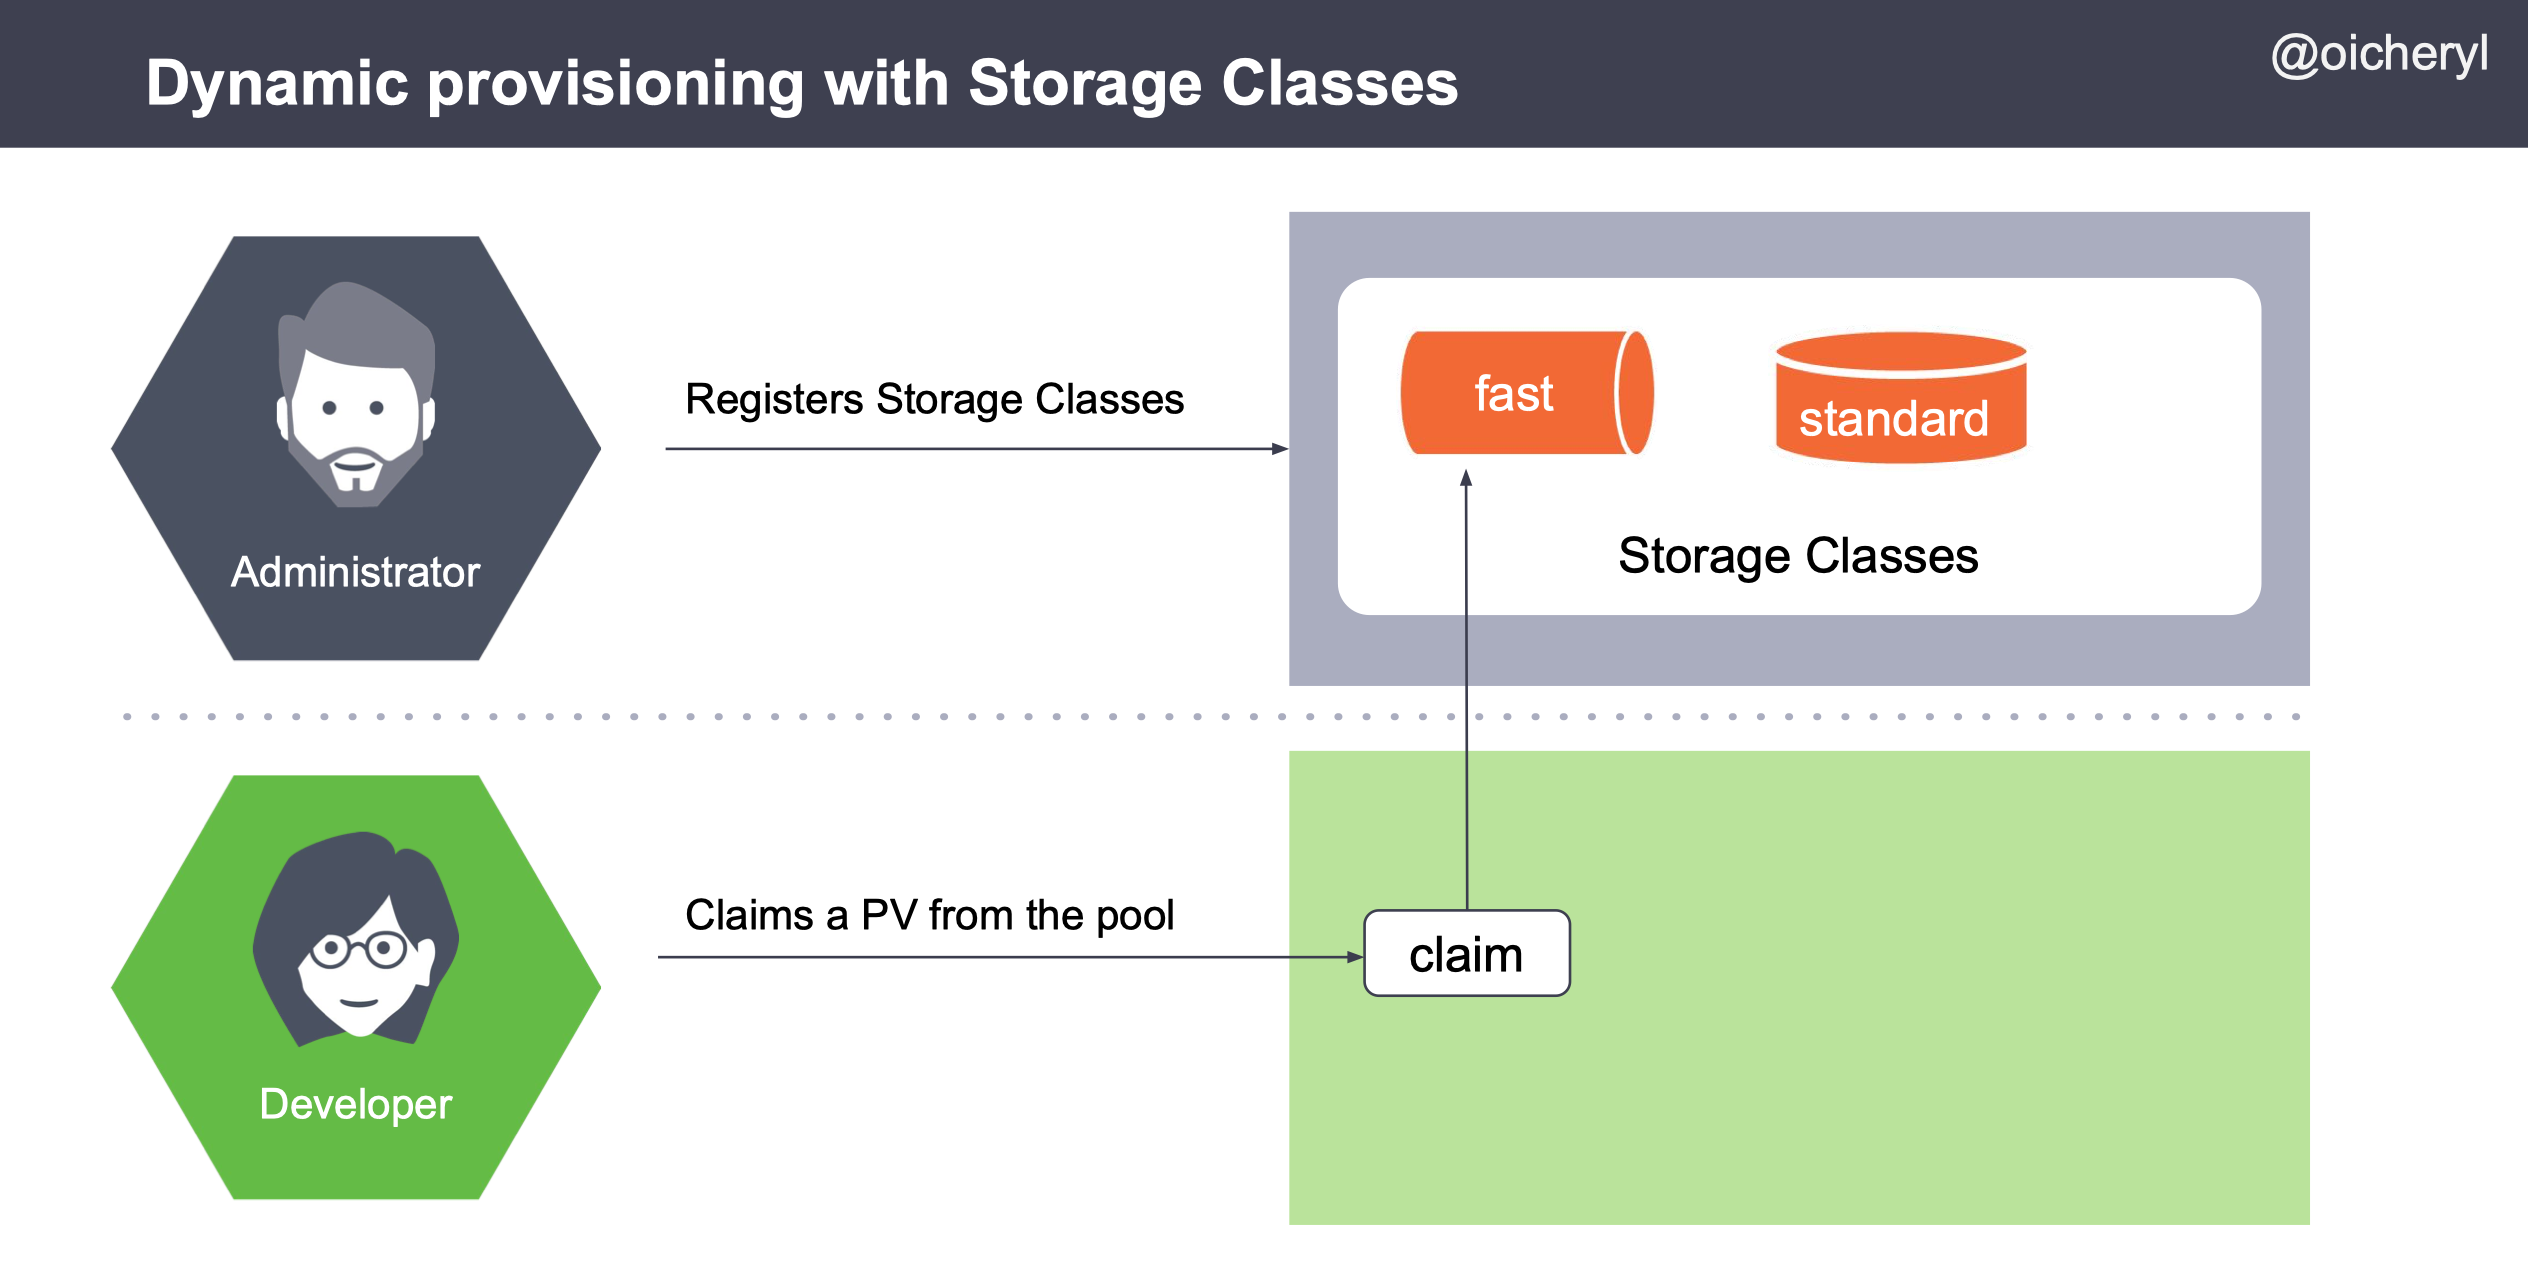 Dynamic provisioning with Storage Classes
@oicheryl
Administrator
Registers Storage Classes
fast
standard
Storage Classes
Developer
Claims a PV from the pool
claim